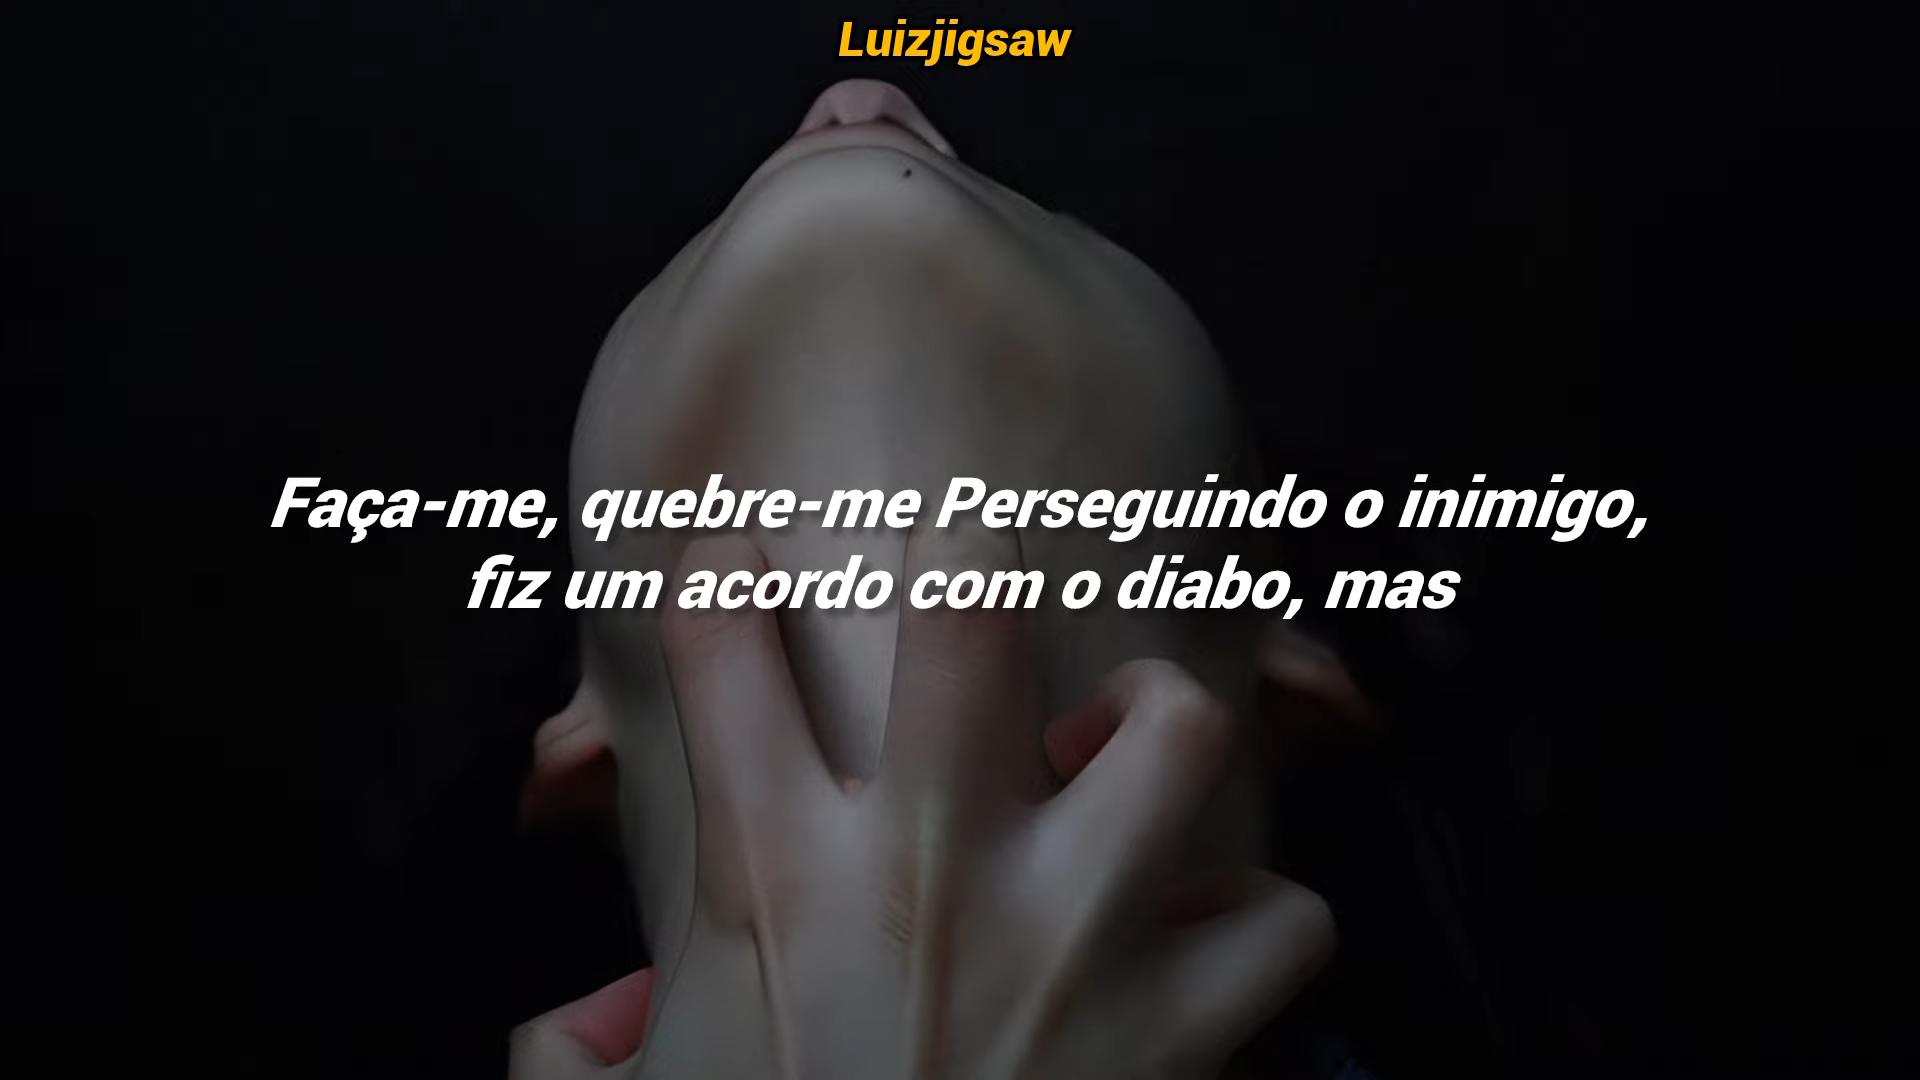 Luizjigsaw
Faça-me, quebre-me Perseguindo o inimigo,
fiz um acordo com o diabo, mas